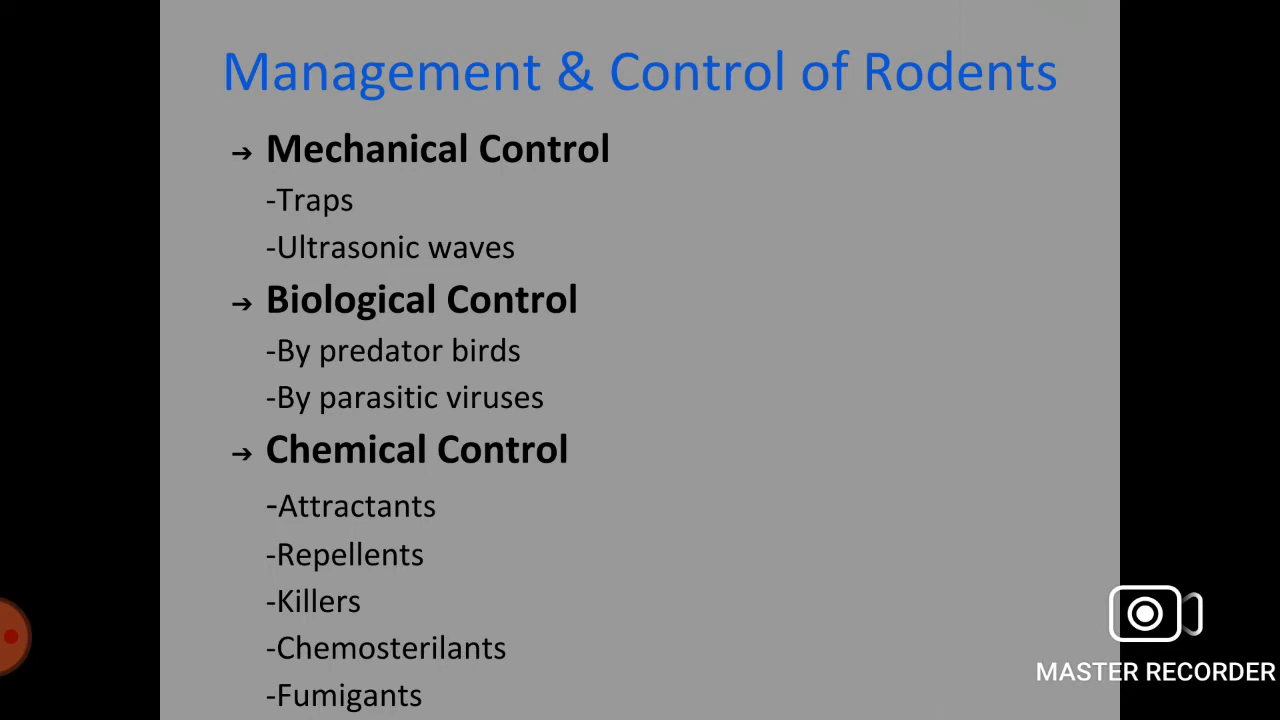 Management & Control of Rodents
➔ Mechanical Control
-Traps
-Ultrasonic waves
➔ Biological Control
-By predator birds
-By parasitic viruses
➔ Chemical Control
-Attractants
-Repellents
-Killers
-Chemosterilants
-Fumigants
MASTER RECORDER